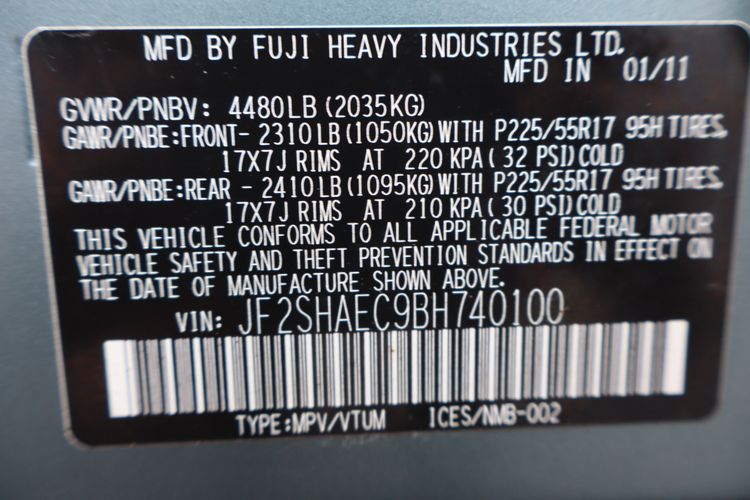 MFD BY FUJI HEAVY INDUSTRIES LTD.
MFD IN 01/11
GVWR/PNBV: 4480LB (2035KG)
GAWR/PNBE:FRONT- 2310LB(1050KG)WITH P225/55R17 95H TIRES,
17X7J RIMS AT 220 KPA( 32 PSI)COLD
GAWR/PNBE:REAR - 2410LB(1095KG)WITH P225/55R17 95H TIRES,
17X7J RIMS AT 210 KPA( 30 PSI)COLD
THIS VEHICLE CONFORMS TO ALL APPLICABLE FEDERAL MOTOR
VEHICLE SAFETY AND THEFT PREVENTION STANDARDS IN EFFECT ON
THE DATE OF MANUFACTURE SHOWN ABOVE.
VIN: JF2SHAEC9BH740100
TYPE:MPV/VTUM ICES/NMB-002